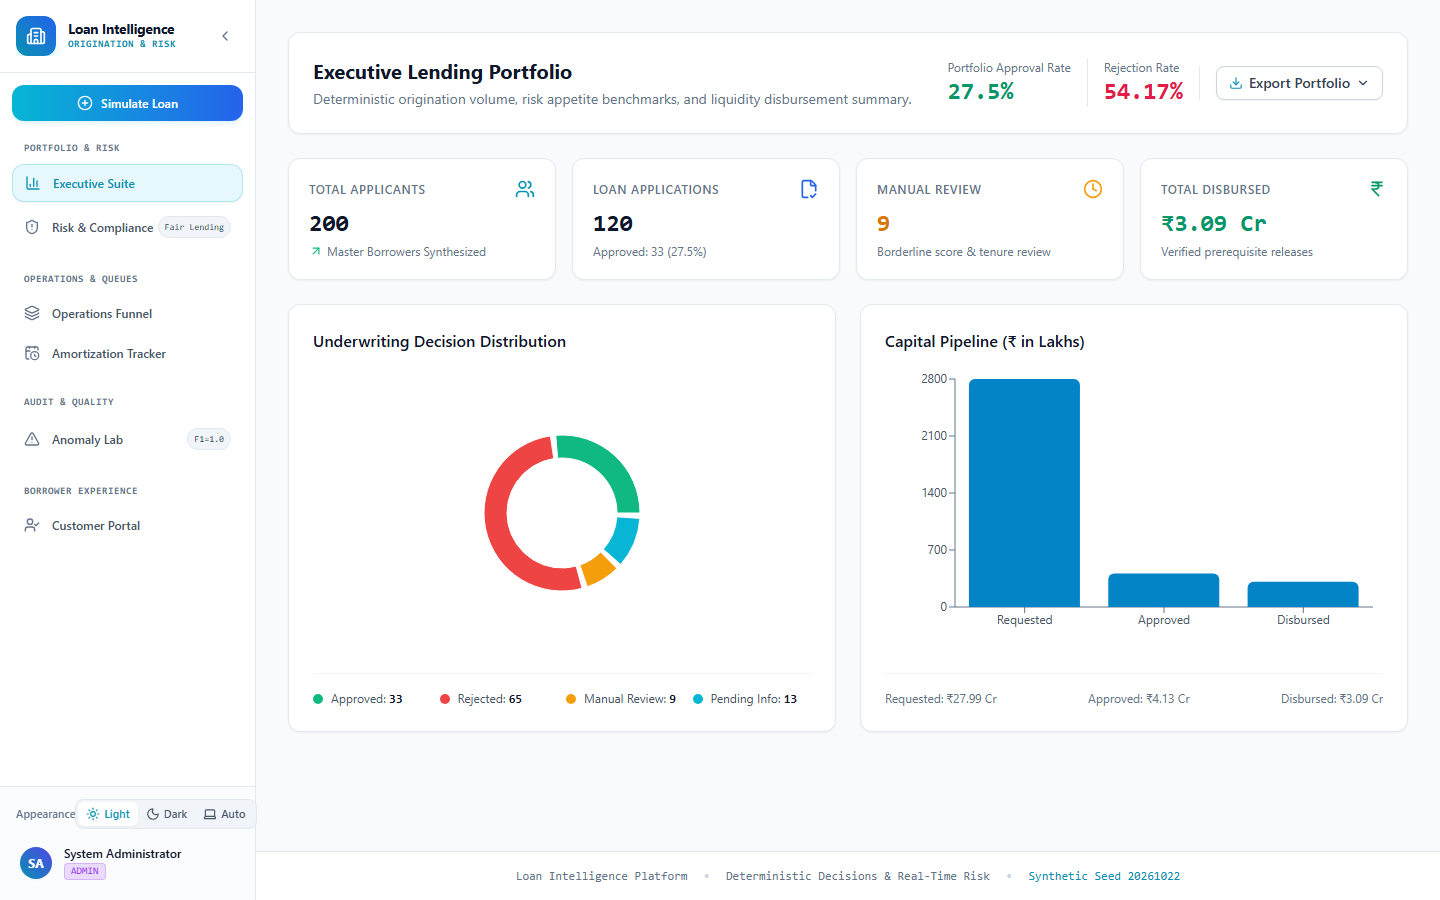 Loan Intelligence
ORIGINATION & RISK
Simulate Loan
PORTFOLIO & RISK
Executive Suite
Risk & Compliance Fair Lending
OPERATIONS & QUEUES
Operations Funnel
Amortization Tracker
AUDIT & QUALITY
Anomaly Lab F1=1.0
BORROWER EXPERIENCE
Customer Portal
Appearance Light Dark Auto
SA System Administrator
ADMIN
Executive Lending Portfolio
Deterministic origination volume, risk appetite benchmarks, and liquidity disbursement summary.
Portfolio Approval Rate
27.5%
Rejection Rate
54.17%
Export Portfolio
TOTAL APPLICANTS
200
Master Borrowers Synthesized
LOAN APPLICATIONS
120
Approved: 33 (27.5%)
MANUAL REVIEW
9
Borderline score & tenure review
TOTAL DISBURSED
₹3.09 Cr
Verified prerequisite releases
Underwriting Decision Distribution
Approved: 33 Rejected: 65 Manual Review: 9 Pending Info: 13
Capital Pipeline (₹ in Lakhs)
2800
2100
1400
700
0
Requested Approved Disbursed
Requested: ₹27.99 Cr Approved: ₹4.13 Cr Disbursed: ₹3.09 Cr
Loan Intelligence Platform • Deterministic Decisions & Real-Time Risk • Synthetic Seed 20261022